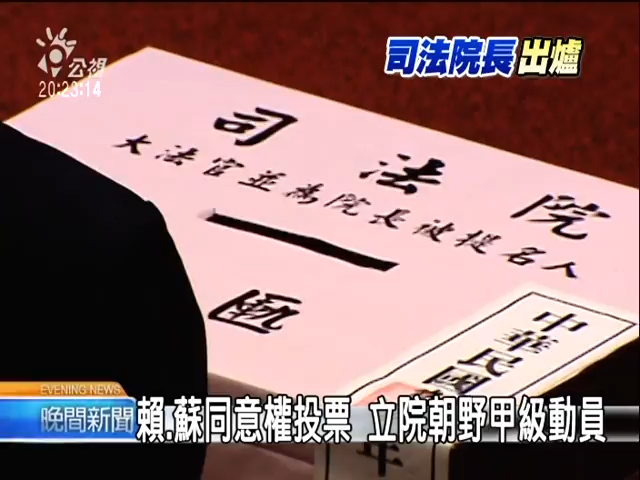 公視
20:23:14
司法院長出爐
司法院
大法官並為院長被提名人
一匭
中華民國
年
EVENING NEWS
晚間新聞
賴.蘇同意權投票 立院朝野甲級動員